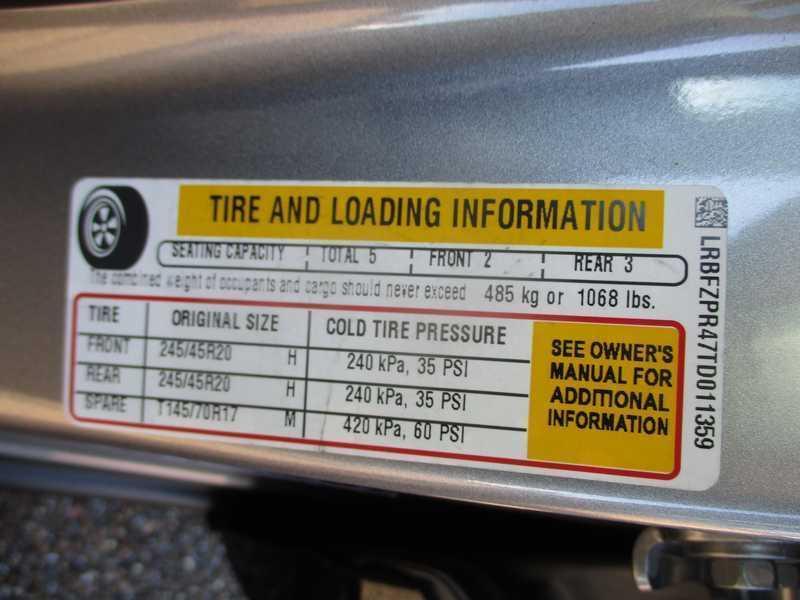 TIRE AND LOADING INFORMATION
SEATING CAPACITY TOTAL 5 FRONT 2 REAR 3
The combined weight of occupants and cargo should never exceed 485 kg or 1068 lbs.
TIRE ORIGINAL SIZE COLD TIRE PRESSURE
FRONT 245/45R20 H 240 kPa, 35 PSI
REAR 245/45R20 H 240 kPa, 35 PSI
SPARE T145/70R17 M 420 kPa, 60 PSI
SEE OWNER'S
MANUAL FOR
ADDITIONAL
INFORMATION
LRBFZPR47TD011359